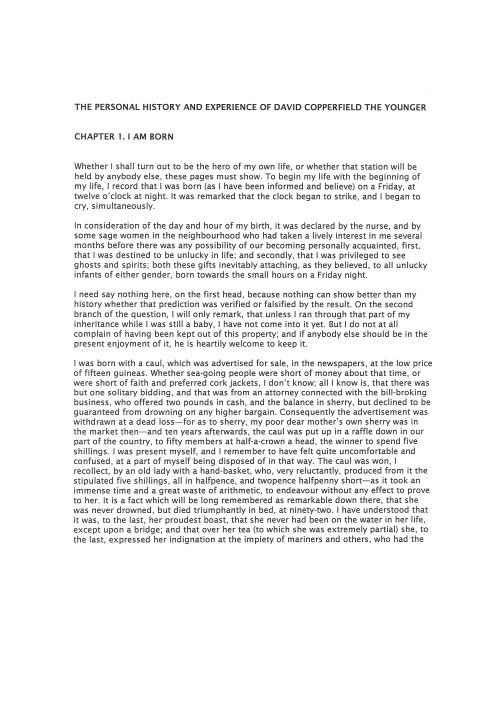 THE PERSONAL HISTORY AND EXPERIENCE OF DAVID COPPERFIELD THE YOUNGER
CHAPTER 1. I AM BORN
Whether I shall turn out to be the hero of my own life, or whether that station will be
held by anybody else, these pages must show. To begin my life with the beginning of
my life, I record that I was born (as I have been informed and believe) on a Friday, at
twelve o'clock at night. It was remarked that the clock began to strike, and I began to
cry, simultaneously.
In consideration of the day and hour of my birth, it was declared by the nurse, and by
some sage women in the neighbourhood who had taken a lively interest in me several
months before there was any possibility of our becoming personally acquainted, first,
that I was destined to be unlucky in life; and secondly, that I was privileged to see
ghosts and spirits; both these gifts inevitably attaching, as they believed, to all unlucky
infants of either gender, born towards the small hours on a Friday night.
I need say nothing here, on the first head, because nothing can show better than my
history whether that prediction was verified or falsified by the result. On the second
branch of the question, I will only remark, that unless I ran through that part of my
inheritance while I was still a baby, I have not come into it yet. But I do not at all
complain of having been kept out of this property; and if anybody else should be in the
present enjoyment of it, he is heartily welcome to keep it.
I was born with a caul, which was advertised for sale, in the newspapers, at the low price
of fifteen guineas. Whether sea-going people were short of money about that time, or
were short of faith and preferred cork jackets, I don't know; all I know is, that there was
but one solitary bidding, and that was from an attorney connected with the bill-broking
business, who offered two pounds in cash, and the balance in sherry, but declined to be
guaranteed from drowning on any higher bargain. Consequently the advertisement was
withdrawn at a dead loss—for as to sherry, my poor dear mother's own sherry was in
the market then—and ten years afterwards, the caul was put up in a raffle down in our
part of the country, to fifty members at half-a-crown a head, the winner to spend five
shillings. I was present myself, and I remember to have felt quite uncomfortable and
confused, at a part of myself being disposed of in that way. The caul was won, I
recollect, by an old lady with a hand-basket, who, very reluctantly, produced from it the
stipulated five shillings, all in halfpence, and twopence halfpenny short—as it took an
immense time and a great waste of arithmetic, to endeavour without any effect to prove
to her. It is a fact which will be long remembered as remarkable down there, that she
was never drowned, but died triumphantly in bed, at ninety-two. I have understood that
it was, to the last, her proudest boast, that she never had been on the water in her life,
except upon a bridge; and that over her tea (to which she was extremely partial) she, to
the last, expressed her indignation at the impiety of mariners and others, who had the